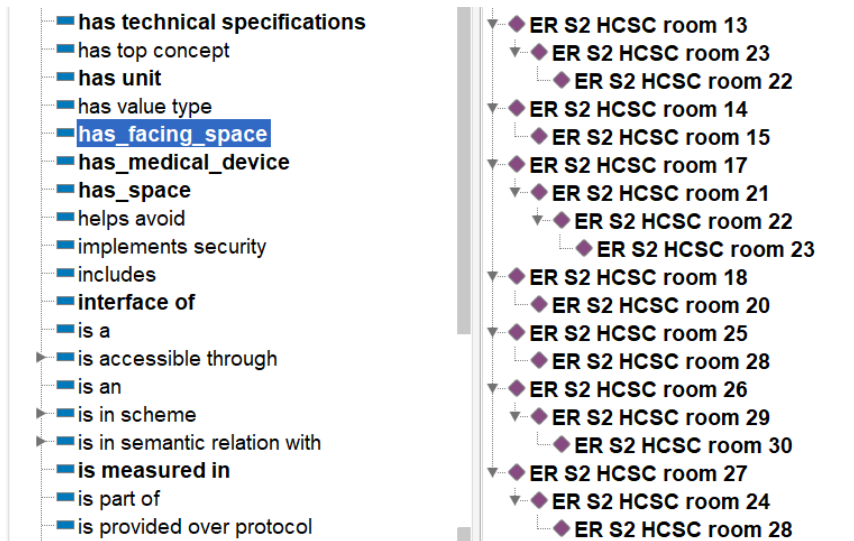 has technical specifications
has top concept
has unit
has value type
has_facing_space
has_medical_device
has_space
helps avoid
implements security
includes
interface of
is a
is accessible through
is an
is in scheme
is in semantic relation with
is measured in
is part of
is provided over protocol
ER S2 HCSC room 13
ER S2 HCSC room 23
ER S2 HCSC room 22
ER S2 HCSC room 14
ER S2 HCSC room 15
ER S2 HCSC room 17
ER S2 HCSC room 21
ER S2 HCSC room 22
ER S2 HCSC room 23
ER S2 HCSC room 18
ER S2 HCSC room 20
ER S2 HCSC room 25
ER S2 HCSC room 28
ER S2 HCSC room 26
ER S2 HCSC room 29
ER S2 HCSC room 30
ER S2 HCSC room 27
ER S2 HCSC room 24
ER S2 HCSC room 28